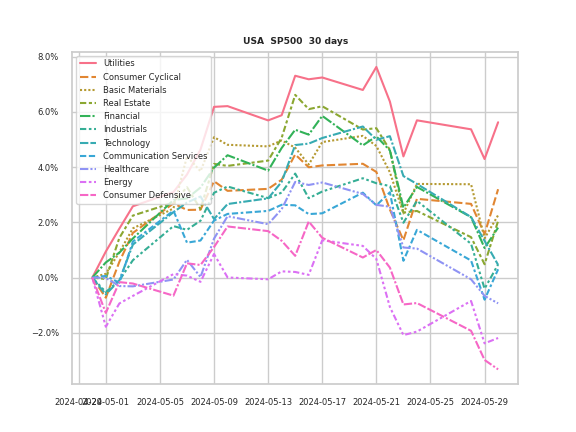 USA SP500 30 days
8.0%
6.0%
4.0%
2.0%
0.0%
−2.0%
Utilities
Consumer Cyclical
Basic Materials
Real Estate
Financial
Industrials
Technology
Communication Services
Healthcare
Energy
Consumer Defensive
2024-05-01 2024-05-05 2024-05-09 2024-05-13 2024-05-17 2024-05-21 2024-05-25 2024-05-29